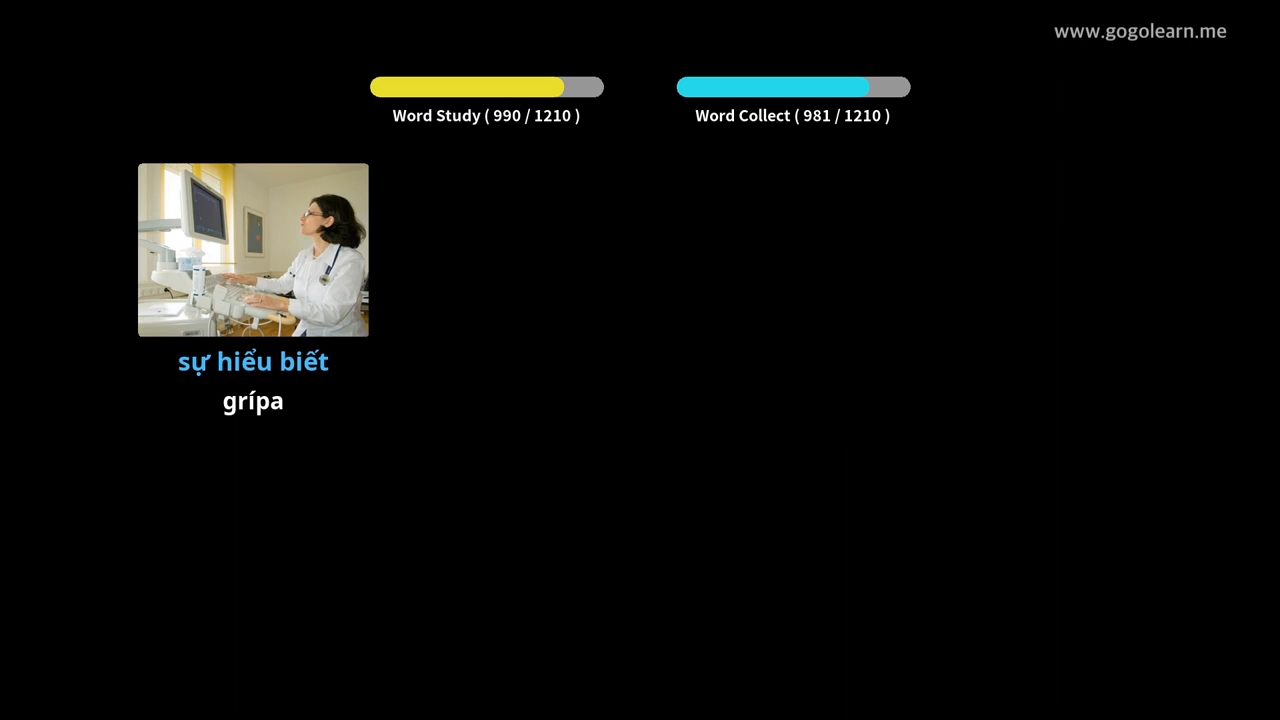 www.gogolearn.me
Word Study ( 990 / 1210 )
Word Collect ( 981 / 1210 )
sự hiểu biết
grípa